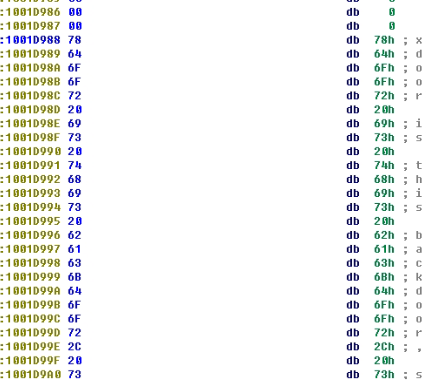 :1001D986 00 db 0
:1001D987 00 db 0
:1001D988 78 db 78h ; x
:1001D989 64 db 64h ; d
:1001D98A 6F db 6Fh ; o
:1001D98B 6F db 6Fh ; o
:1001D98C 72 db 72h ; r
:1001D98D 20 db 20h
:1001D98E 69 db 69h ; i
:1001D98F 73 db 73h ; s
:1001D990 20 db 20h
:1001D991 74 db 74h ; t
:1001D992 68 db 68h ; h
:1001D993 69 db 69h ; i
:1001D994 73 db 73h ; s
:1001D995 20 db 20h
:1001D996 62 db 62h ; b
:1001D997 61 db 61h ; a
:1001D998 63 db 63h ; c
:1001D999 6B db 6Bh ; k
:1001D99A 64 db 64h ; d
:1001D99B 6F db 6Fh ; o
:1001D99C 6F db 6Fh ; o
:1001D99D 72 db 72h ; r
:1001D99E 2C db 2Ch ; ,
:1001D99F 20 db 20h
:1001D9A0 73 db 73h ; s